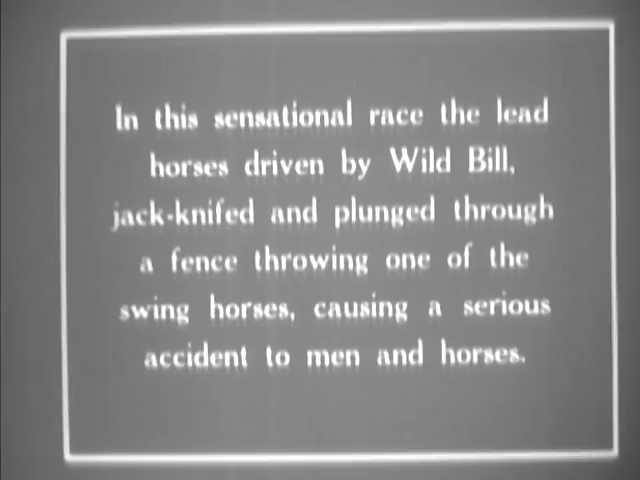 In this sensational race the lead
horses driven by Wild Bill,
jack-knifed and plunged through
a fence throwing one of the
swing horses, causing a serious
accident to men and horses.